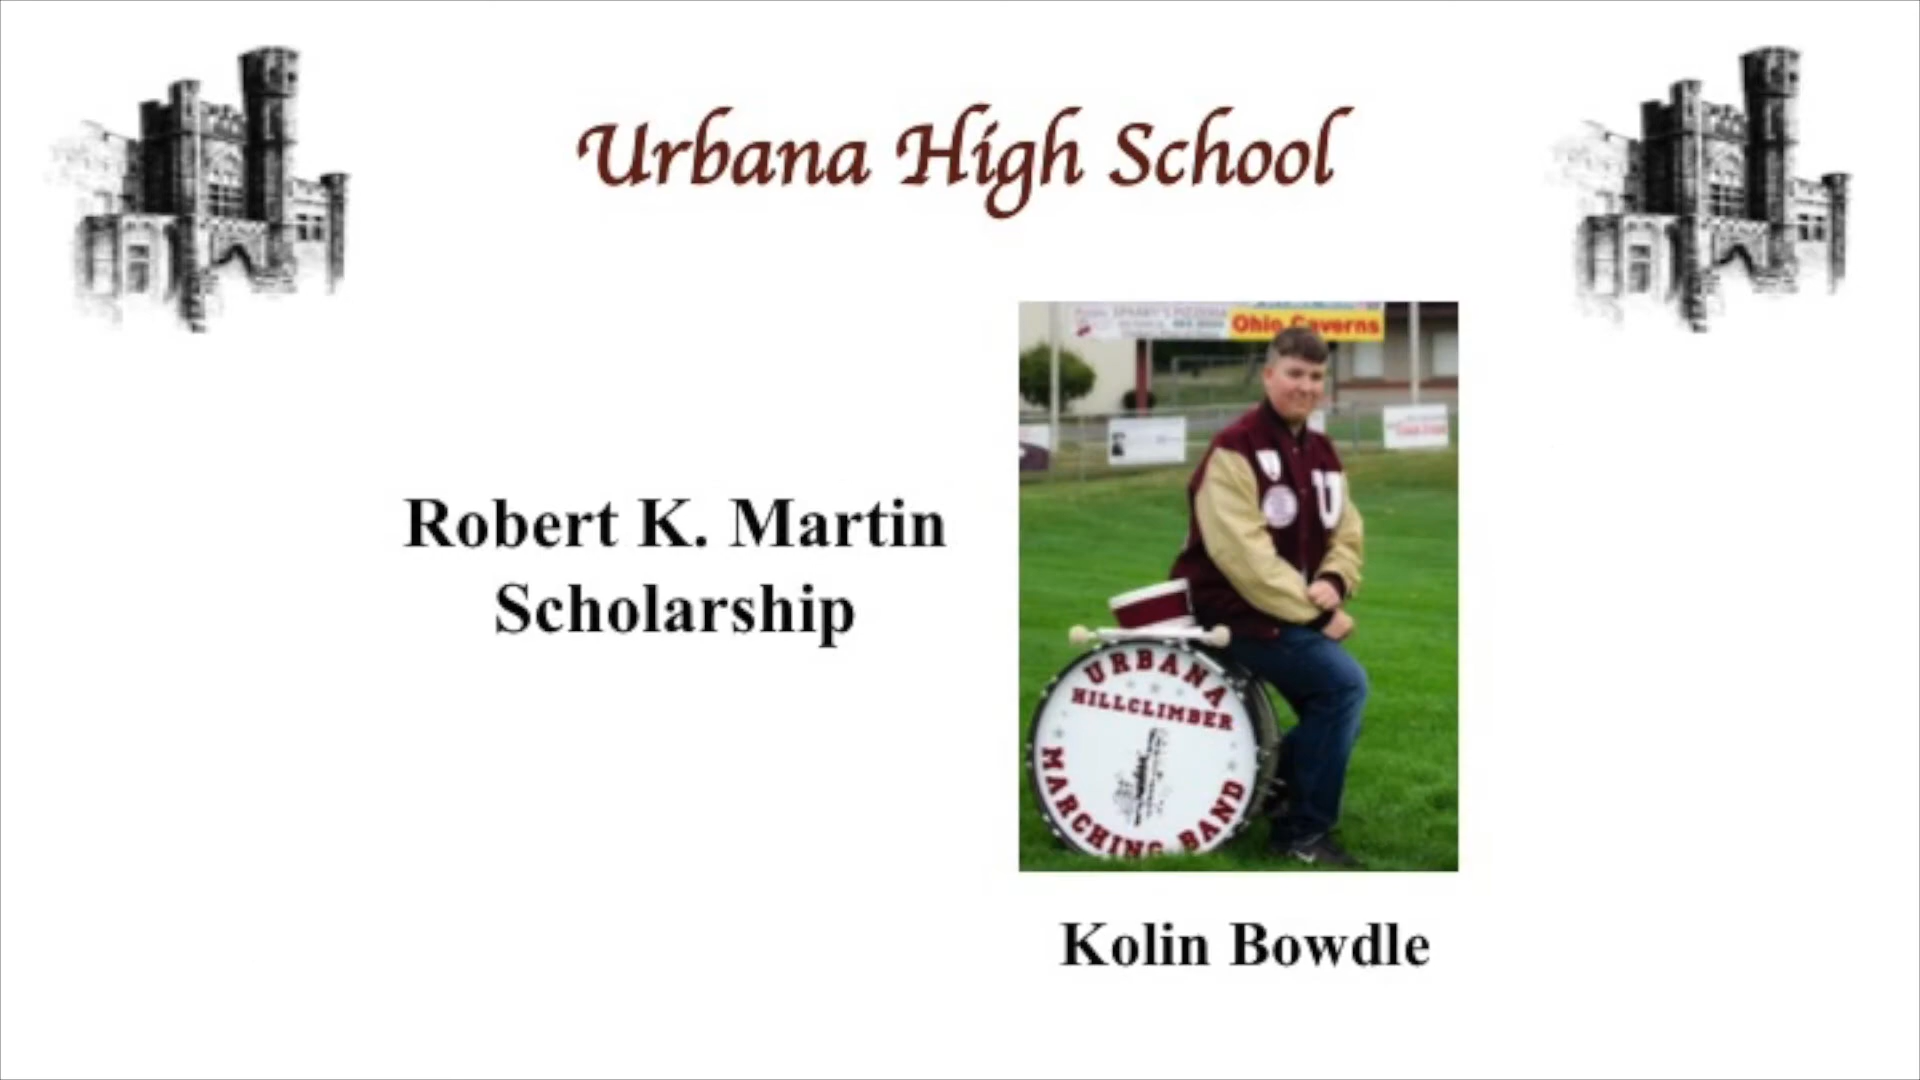 Urbana High School
Ohio Caverns
Robert K. Martin
Scholarship
U
URBANA
HILLCLIMBER
MARCHING BAND
Kolin Bowdle